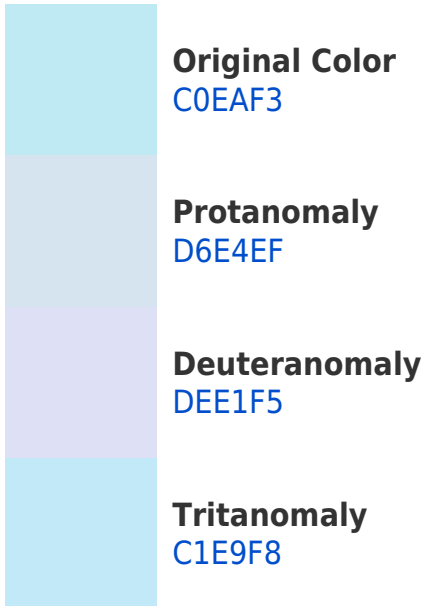 Original Color
C0EAF3
Protanomaly
D6E4EF
Deuteranomaly
DEE1F5
Tritanomaly
C1E9F8